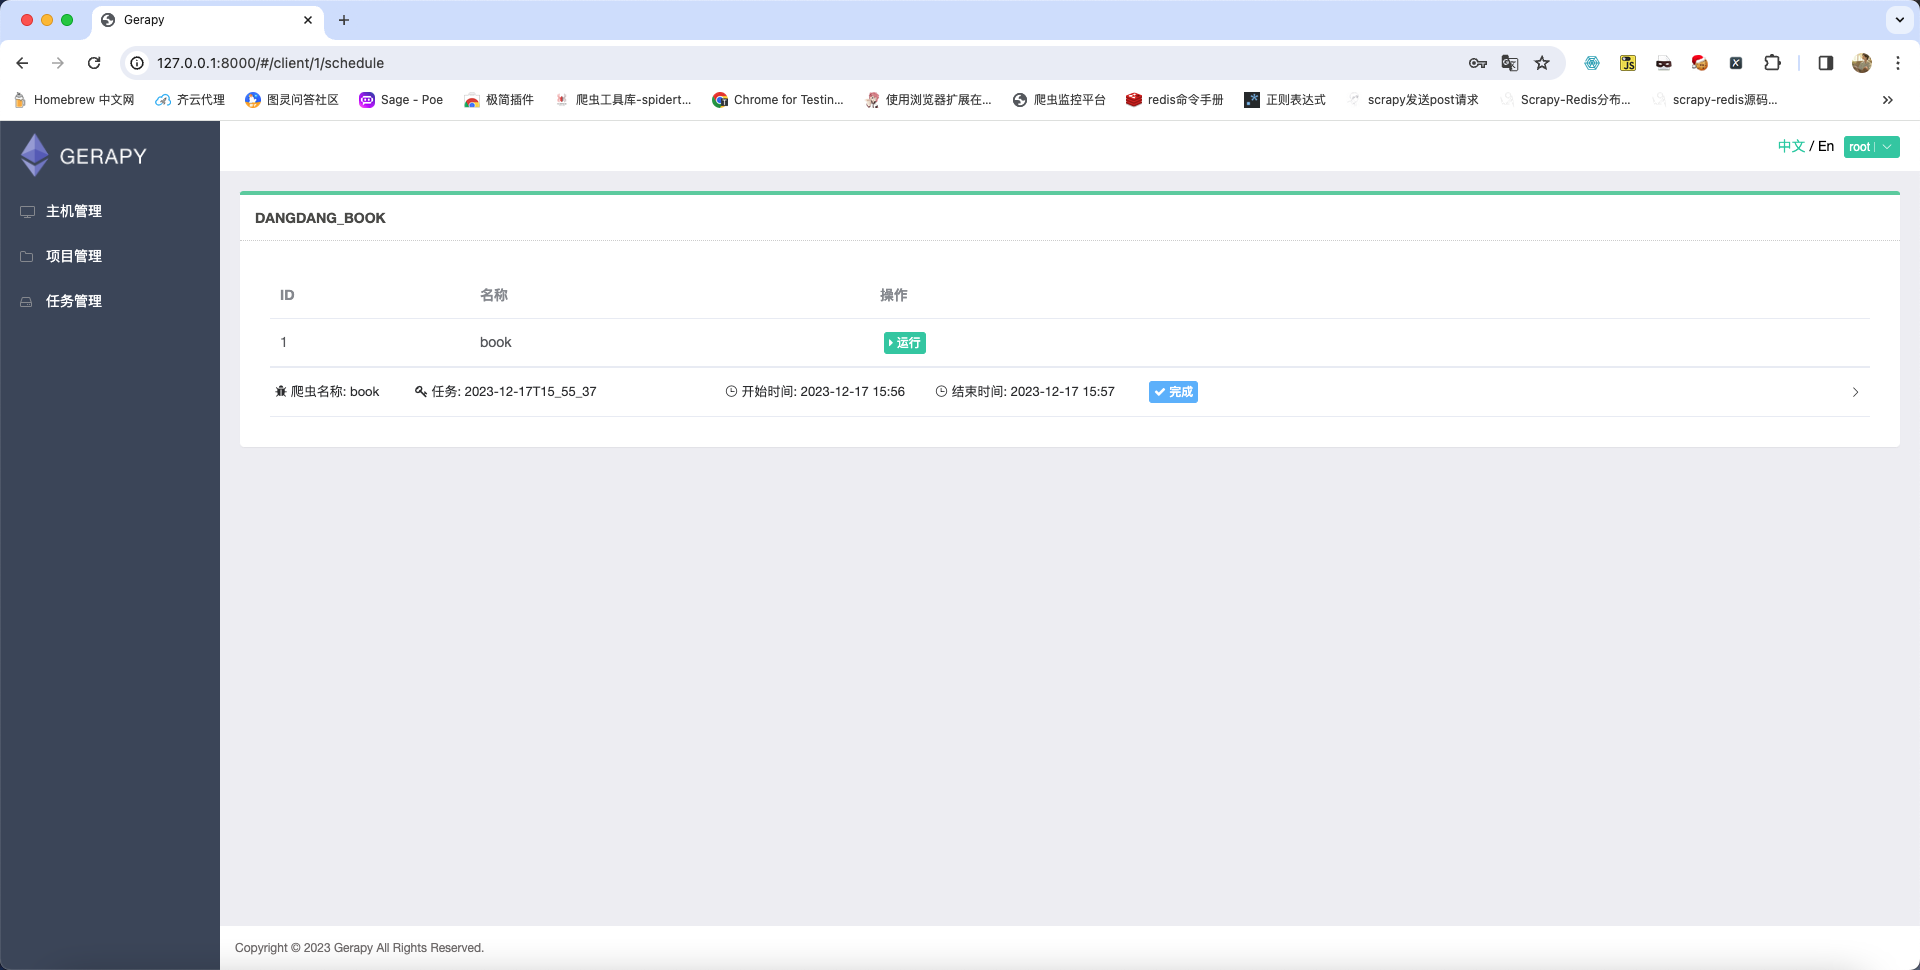 Gerapy
127.0.0.1:8000/#/client/1/schedule
Homebrew 中文网 齐云代理 图灵问答社区 Sage - Poe 极简插件 爬虫工具库-spidert... Chrome for Testin... 使用浏览器扩展在... 爬虫监控平台 redis命令手册 正则表达式 scrapy发送post请求 Scrapy-Redis分布... scrapy-redis源码...
GERAPY
中文 / En root
主机管理
项目管理
任务管理
DANGDANG_BOOK
ID 名称 操作
1 book 运行
爬虫名称: book 任务: 2023-12-17T15_55_37 开始时间: 2023-12-17 15:56 结束时间: 2023-12-17 15:57 完成
Copyright © 2023 Gerapy All Rights Reserved.